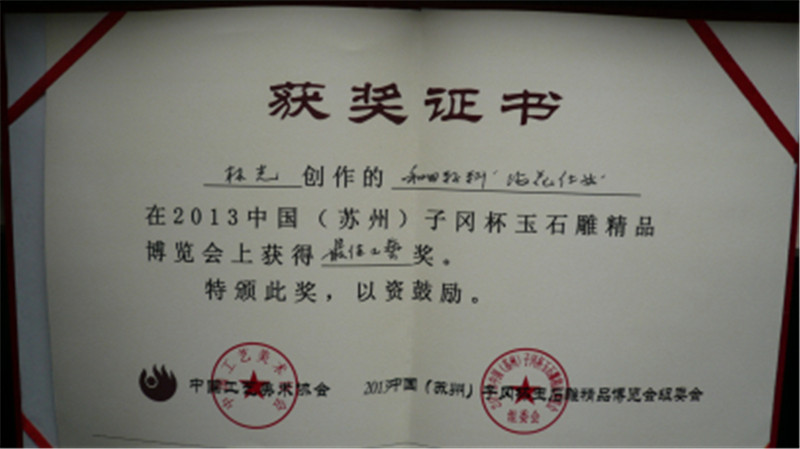 获奖证书
林光 创作的 和田籽料“梅花仕女”
在2013中国（苏州）子冈杯玉石雕精品
博览会上获得最佳工艺奖。
特颁此奖，以资鼓励。
中国工艺美术协会
2013中国（苏州）子冈杯玉石雕精品博览会组委会
组委会